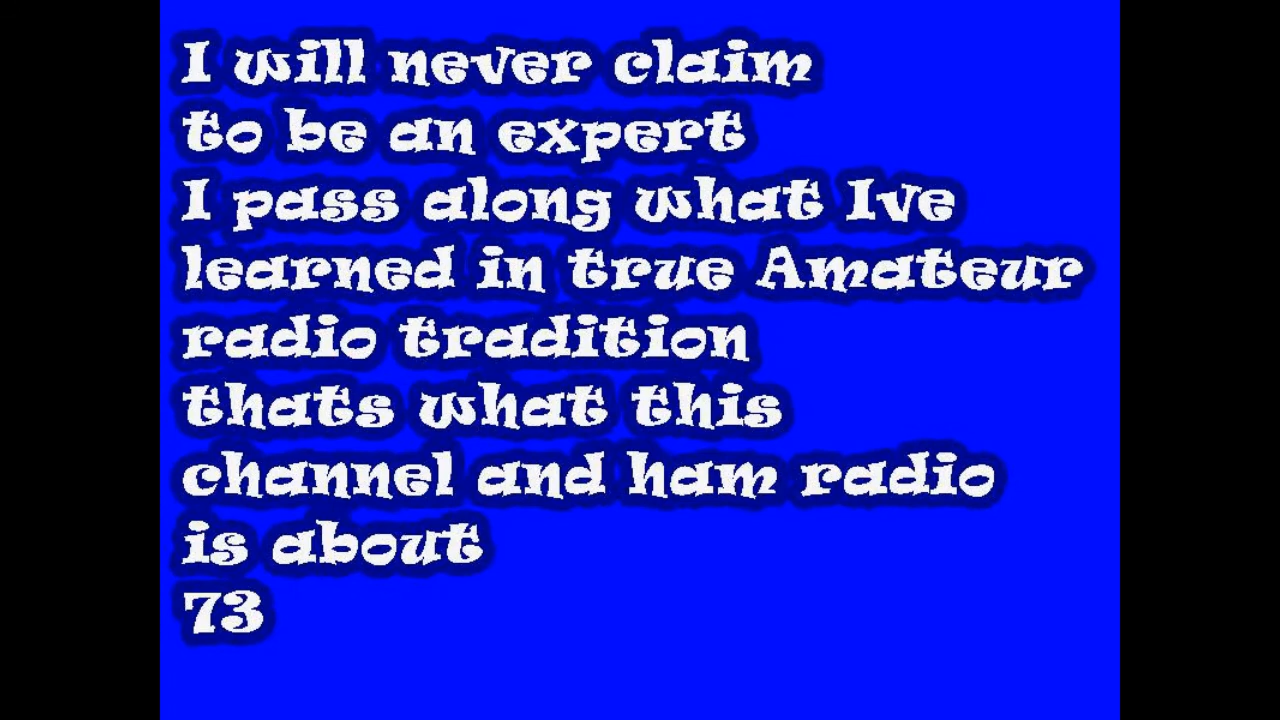 I will never claim
to be an expert
I pass along what Ive
learned in true Amateur
radio tradition
thats what this
channel and ham radio
is about
73